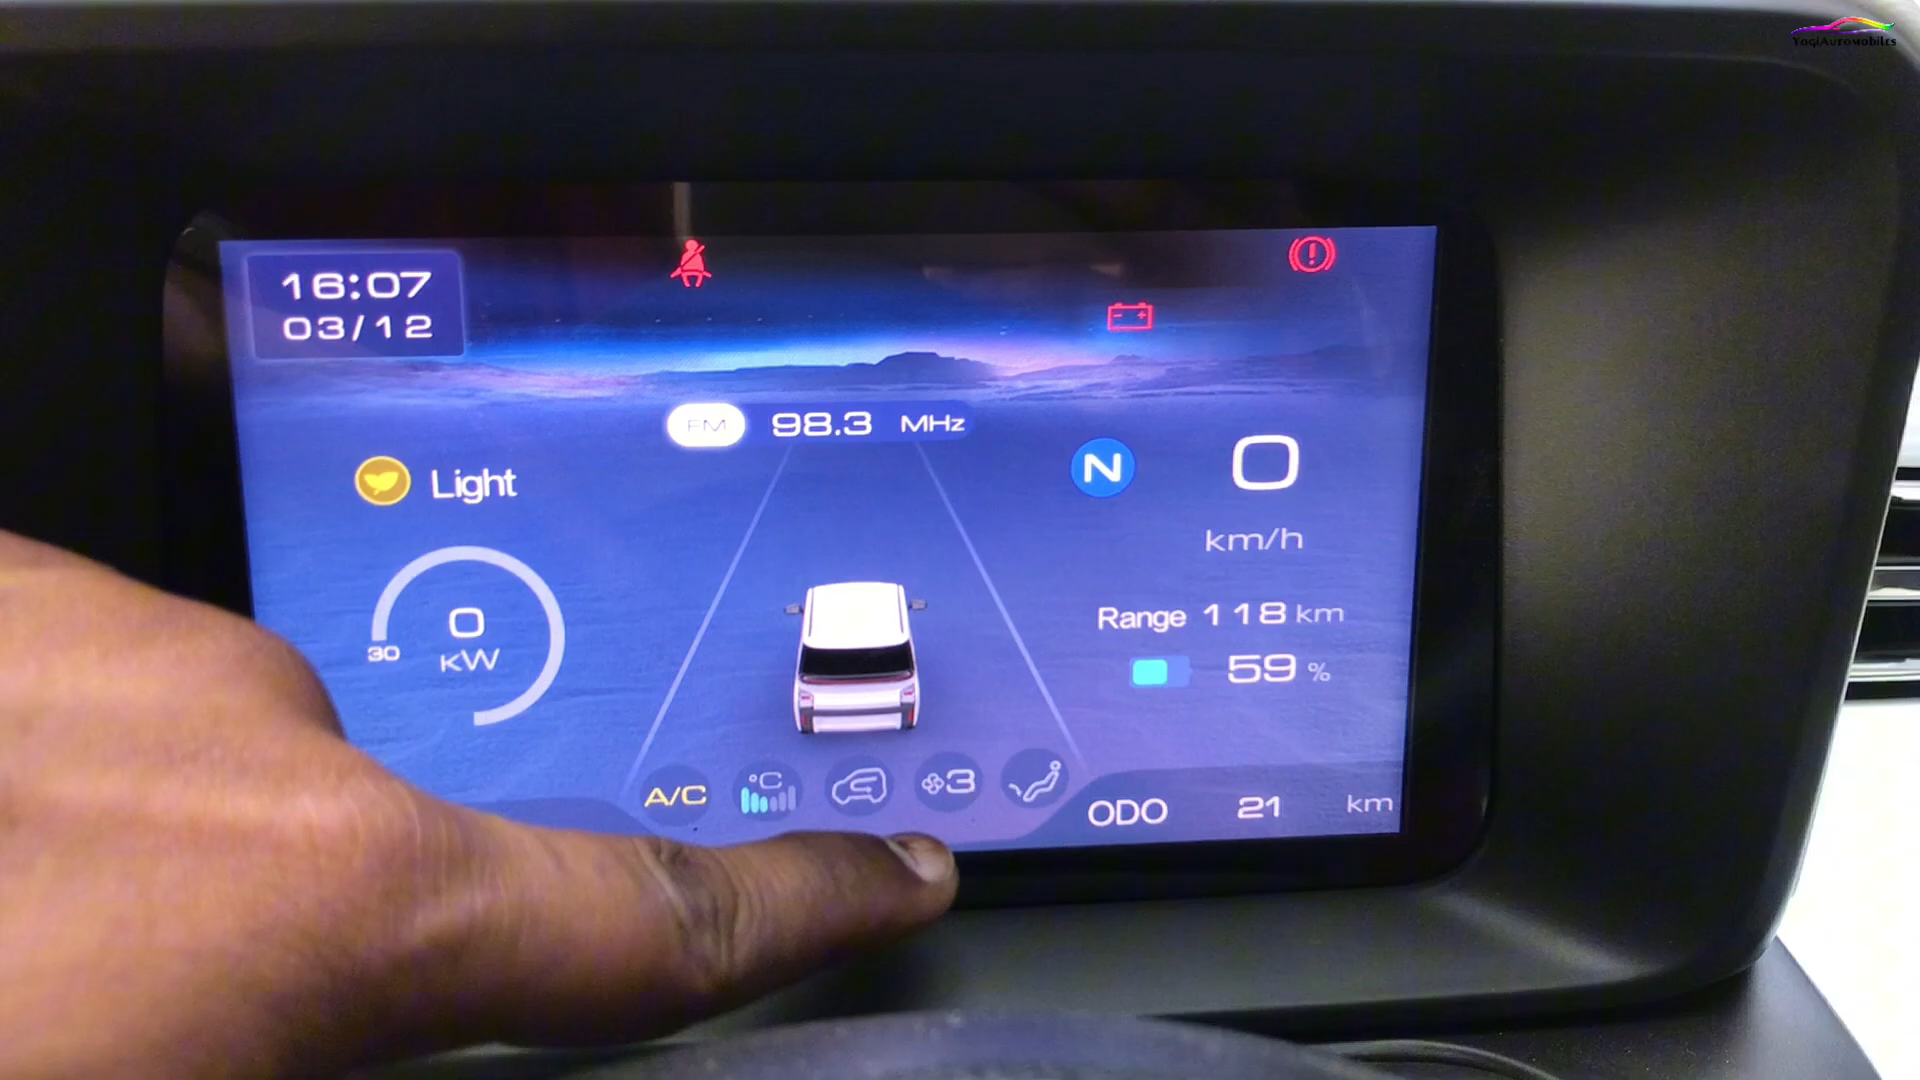 YogiAutomobiles
16:07
03/12
FM 98.3 MHz
Light
N 0
km/h
0
kW
30
Range 118 km
59 %
A/C °C 3
ODO 21 km